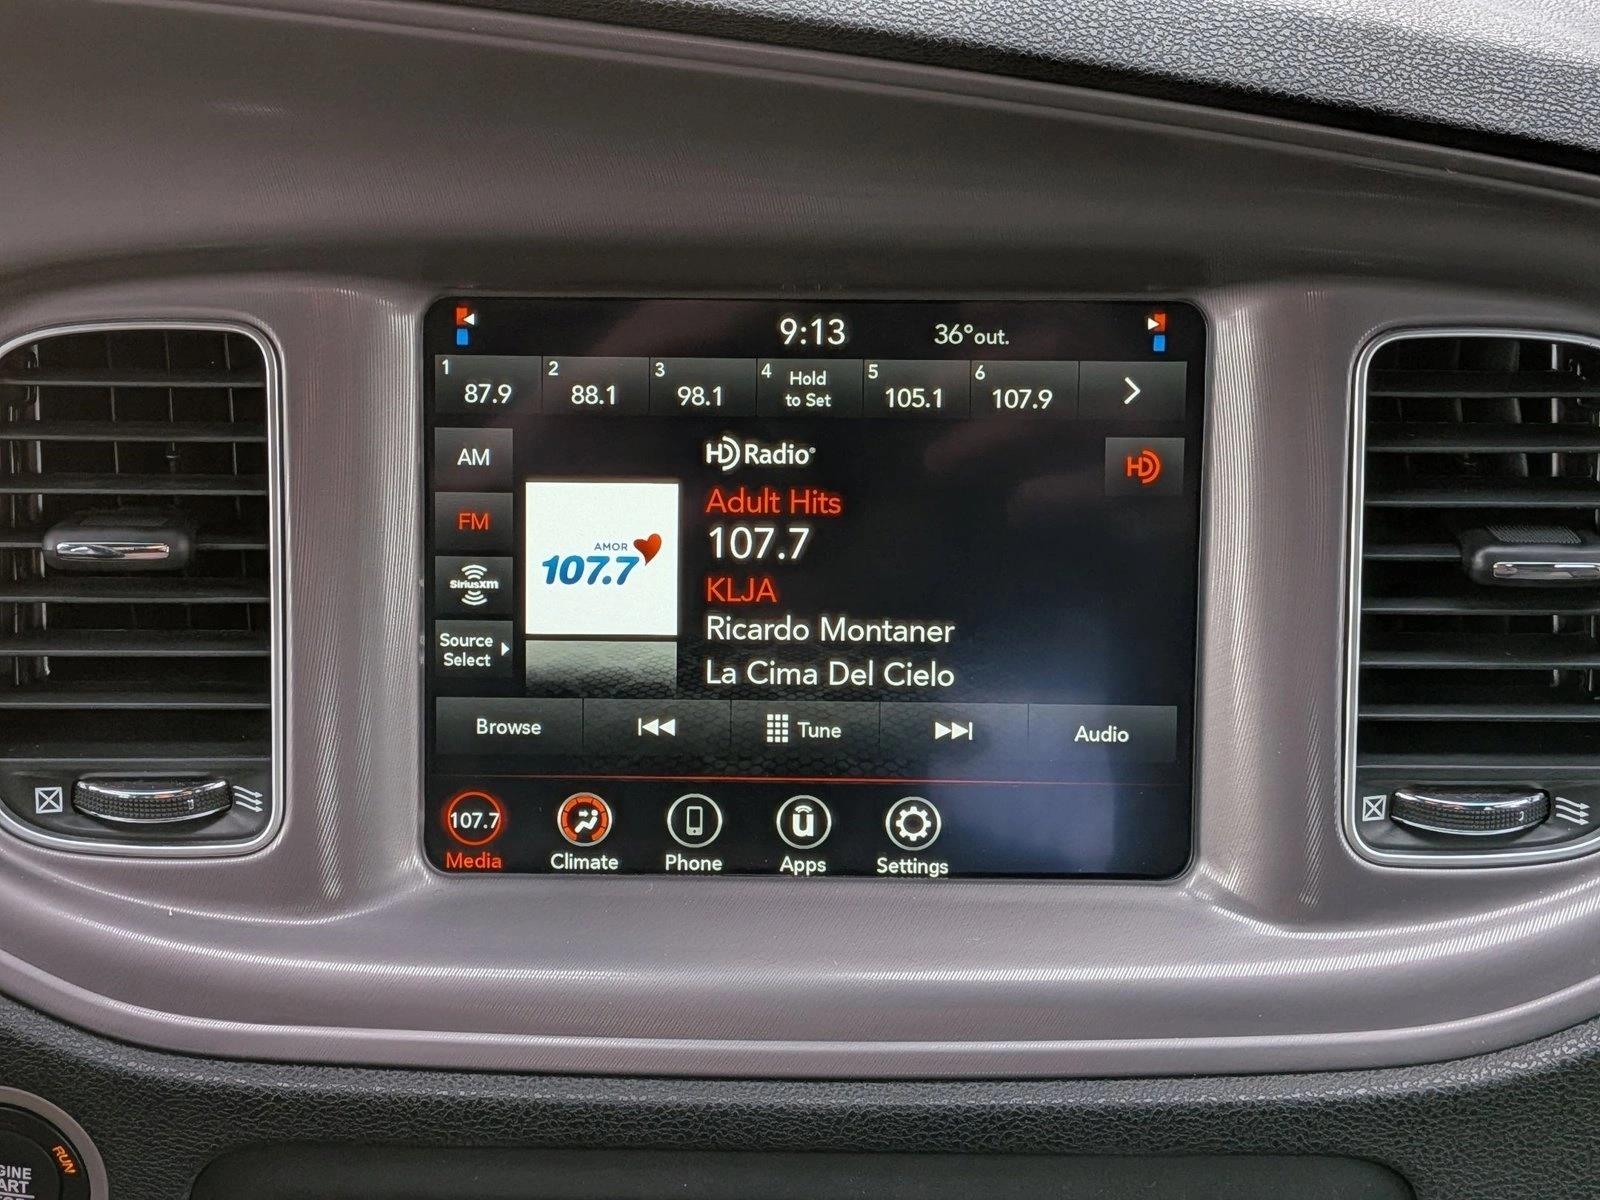 9:13 36°out.
1 87.9 2 88.1 3 98.1 4 Hold to Set 5 105.1 6 107.9
AM
FM
SiriusXM
Source
Select
AMOR
107.7
HD Radio®
Adult Hits
107.7
KLJA
Ricardo Montaner
La Cima Del Cielo
HD
Browse Tune Audio
107.7
Media Climate Phone Apps Settings
RUN